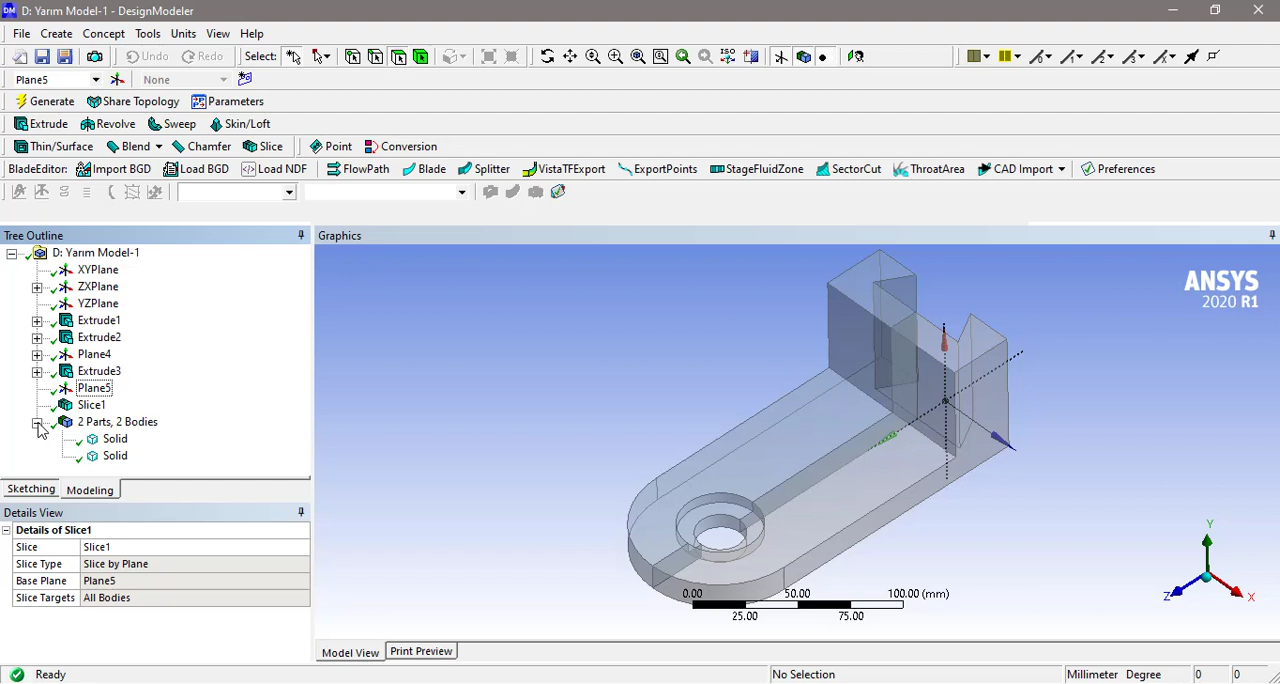 D: Yarım Model-1 - DesignModeler
File Create Concept Tools Units View Help
Undo Redo Select:
Plane5 None
Generate Share Topology Parameters
Extrude Revolve Sweep Skin/Loft
Thin/Surface Blend Chamfer Slice Point Conversion
BladeEditor: Import BGD Load BGD Load NDF FlowPath Blade Splitter VistaTFExport ExportPoints StageFluidZone SectorCut ThroatArea CAD Import Preferences
Tree Outline
D: Yarım Model-1
XYPlane
ZXPlane
YZPlane
Extrude1
Extrude2
Plane4
Extrude3
Plane5
Slice1
2 Parts, 2 Bodies
Solid
Solid
Sketching Modeling
Details View
Details of Slice1
Slice Slice1
Slice Type Slice by Plane
Base Plane Plane5
Slice Targets All Bodies
Graphics
ANSYS
2020 R1
0.00 50.00 100.00 (mm)
25.00 75.00
Y
Z X
Model View Print Preview
Ready No Selection Millimeter Degree 0 0